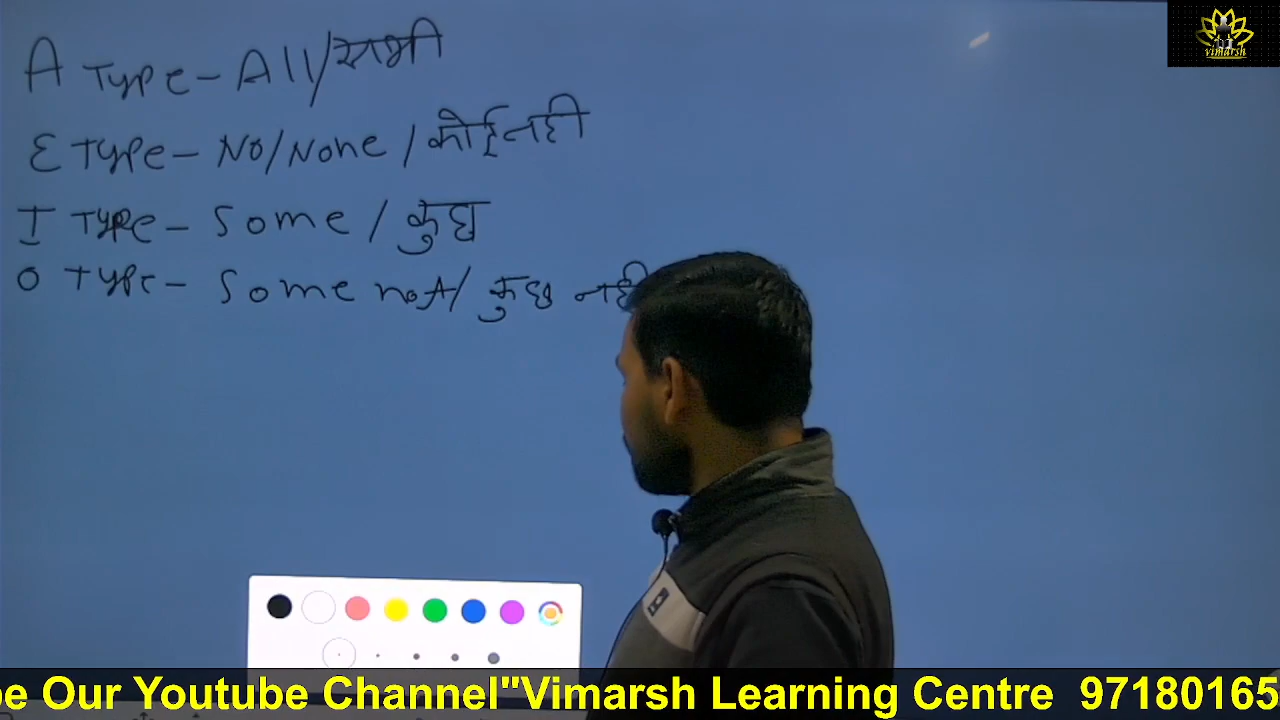 A Type - All/सभी
E Type - No/None/कोई नही
I Type - Some/कुछ
O Type - Some not/कुछ नही
vimarsh
Our Youtube Channel"Vimarsh Learning Centre 97180165